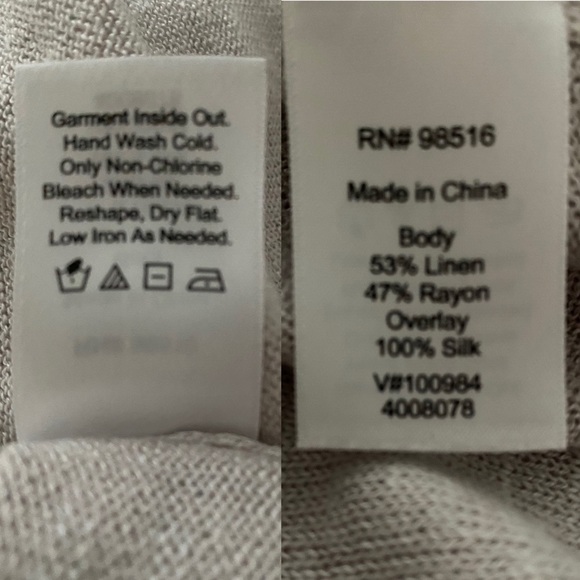 Garment Inside Out.
Hand Wash Cold.
Only Non-Chlorine
Bleach When Needed.
Reshape, Dry Flat.
Low Iron As Needed.
RN# 98516
Made in China
Body
53% Linen
47% Rayon
Overlay
100% Silk
V#100984
4008078